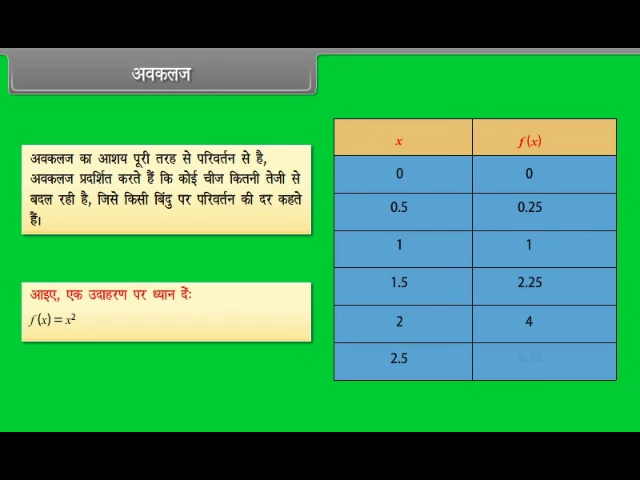 अवकलज
अवकलज का आशय पूरी तरह से परिवर्तन से है,
अवकलज प्रदर्शित करते हैं कि कोई चीज कितनी तेजी से
बदल रही है, जिसे किसी बिंदु पर परिवर्तन की दर कहते
हैं।
आइए, एक उदाहरण पर ध्यान दें:
f (x) = x²
x f (x)
0 0
0.5 0.25
1 1
1.5 2.25
2 4
2.5